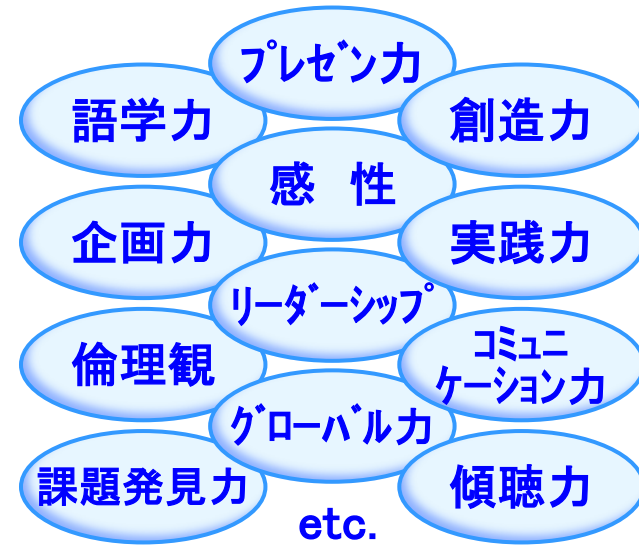 プレゼン力
語学力
創造力
感 性
企画力
実践力
リーダーシップ
倫理観
コミュニ
ケーション力
グローバル力
課題発見力
傾聴力
etc.